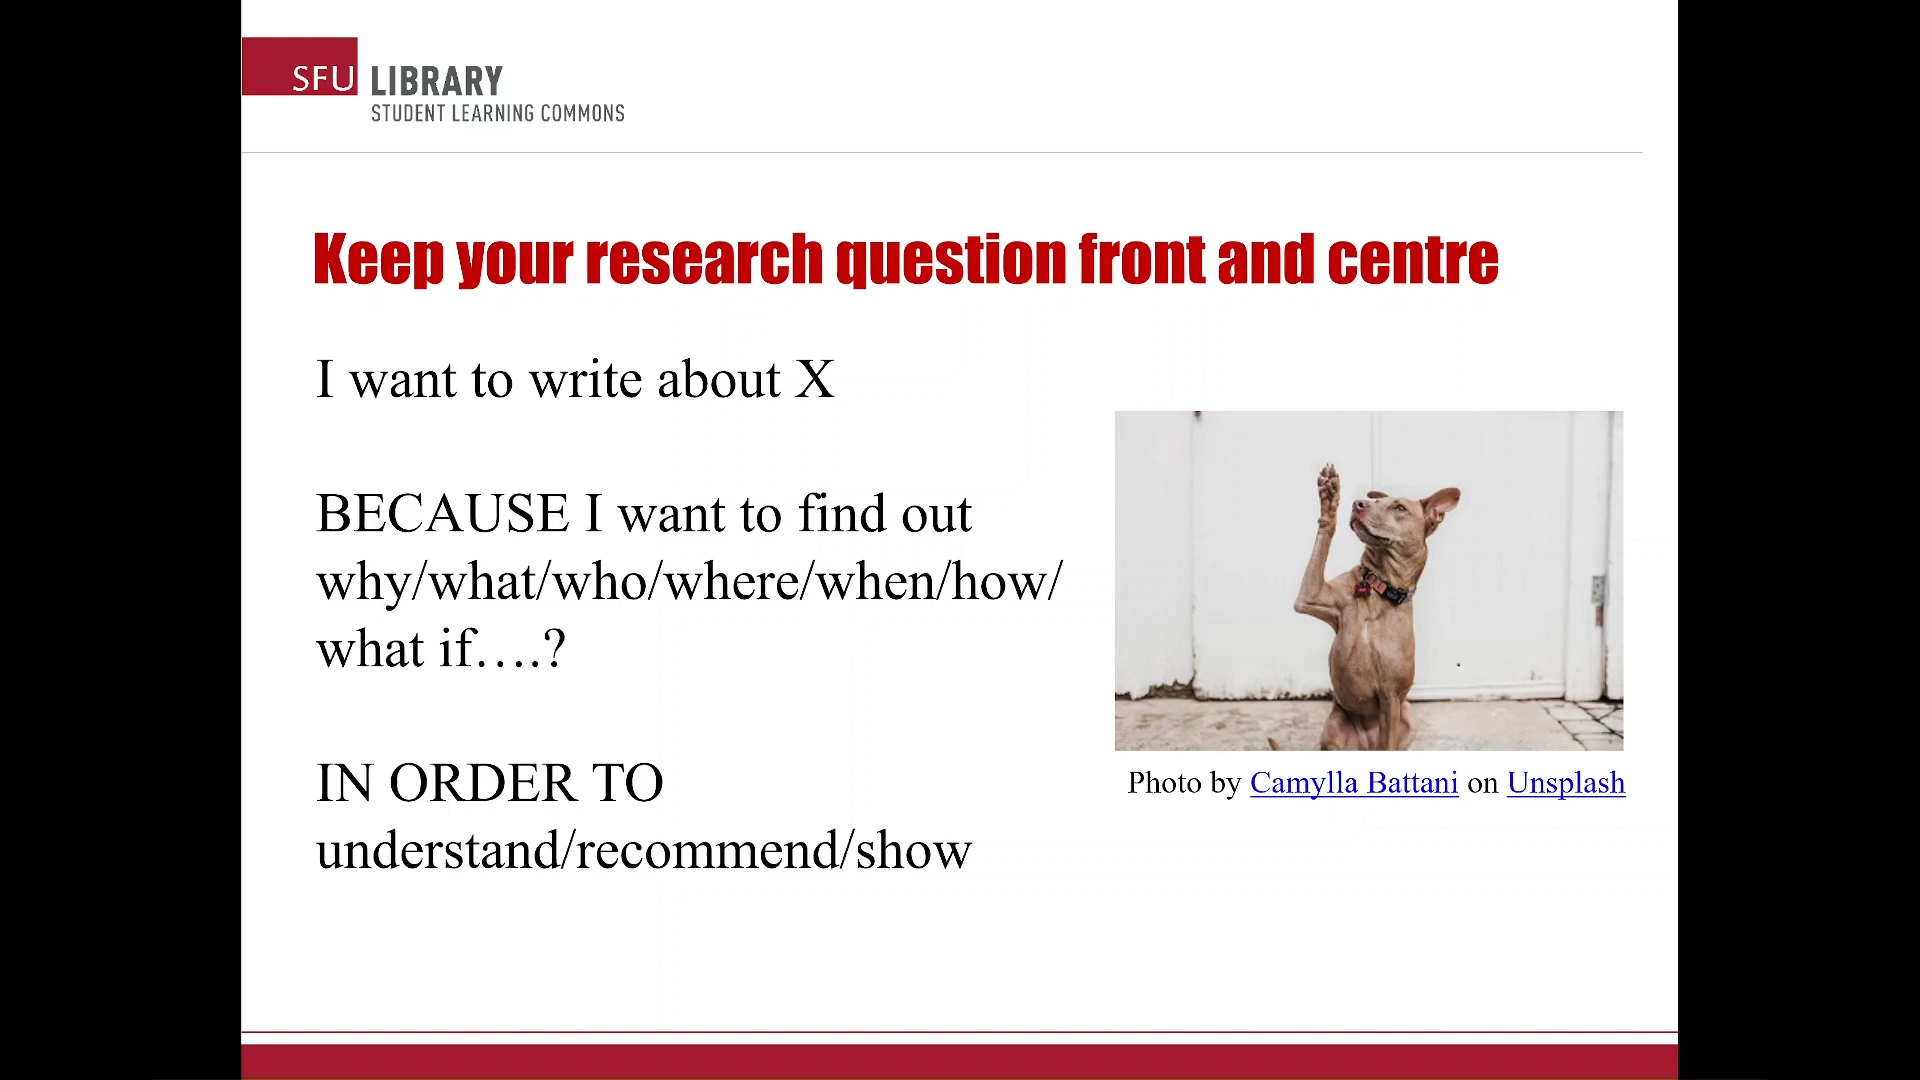 SFU LIBRARY
STUDENT LEARNING COMMONS
Keep your research question front and centre
I want to write about X
BECAUSE I want to find out
why/what/who/where/when/how/
what if….?
IN ORDER TO
understand/recommend/show
Photo by Camylla Battani on Unsplash